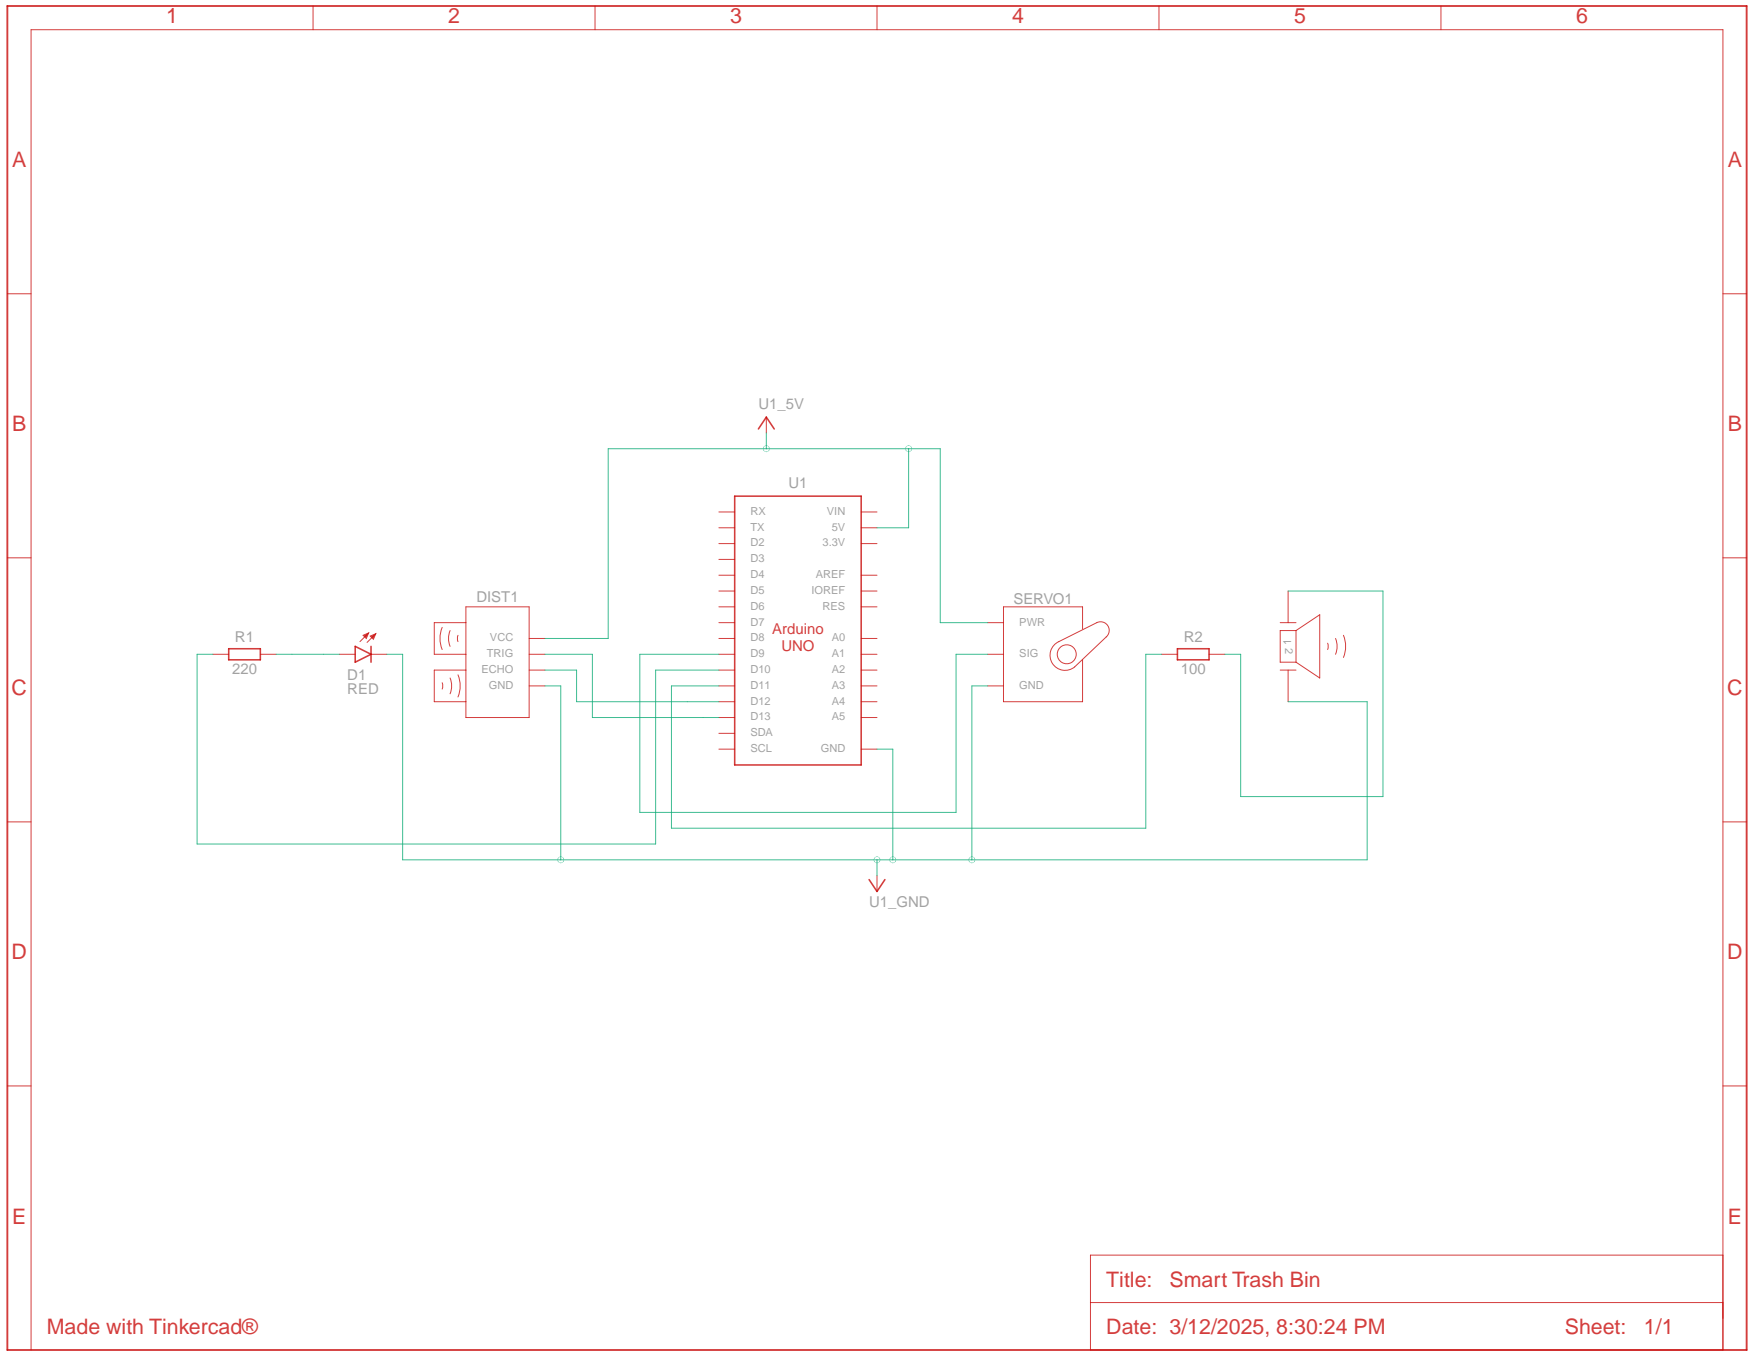 1 2 3 4 5 6
A A
B B
C C
D D
E E
U1_5V
U1
RX VIN
TX 5V
D2 3.3V
D3
D4 AREF
D5 IOREF
D6 RES
D7
D8 A0
D9 A1
D10 A2
D11 A3
D12 A4
D13 A5
SDA
SCL GND
Arduino
UNO
R1
220
D1
RED
DIST1
VCC
TRIG
ECHO
GND
SERVO1
PWR
SIG
GND
R2
100
1
2
U1_GND
Title: Smart Trash Bin
Date: 3/12/2025, 8:30:24 PM Sheet: 1/1
Made with Tinkercad®